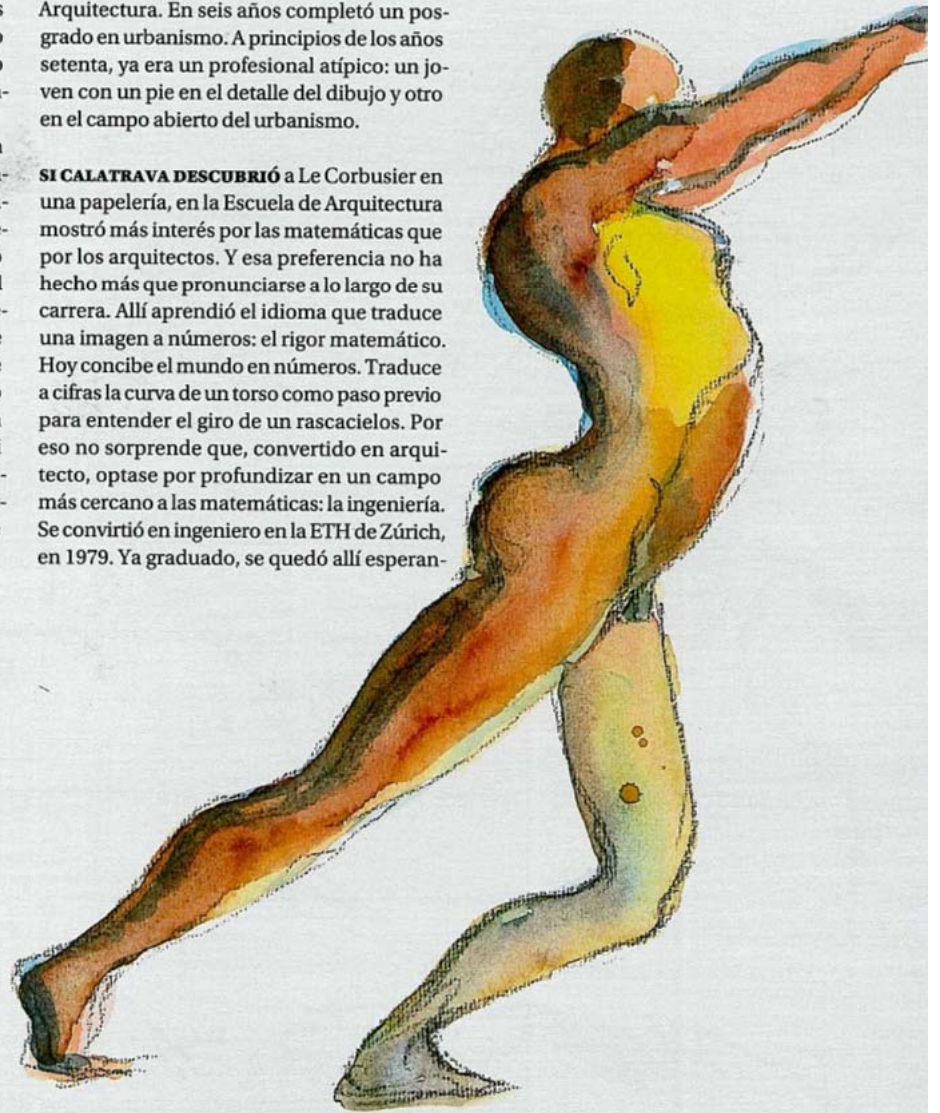 Arquitectura. En seis años completó un pos-
grado en urbanismo. A principios de los años
setenta, ya era un profesional atípico: un jo-
ven con un pie en el detalle del dibujo y otro
en el campo abierto del urbanismo.
SI CALATRAVA DESCUBRIÓ a Le Corbusier en
una papelería, en la Escuela de Arquitectura
mostró más interés por las matemáticas que
por los arquitectos. Y esa preferencia no ha
hecho más que pronunciarse a lo largo de su
carrera. Allí aprendió el idioma que traduce
una imagen a números: el rigor matemático.
Hoy concibe el mundo en números. Traduce
a cifras la curva de un torso como paso previo
para entender el giro de un rascacielos. Por
eso no sorprende que, convertido en arqui-
tecto, optase por profundizar en un campo
más cercano a las matemáticas: la ingeniería.
Se convirtió en ingeniero en la ETH de Zúrich,
en 1979. Ya graduado, se quedó allí esperan-